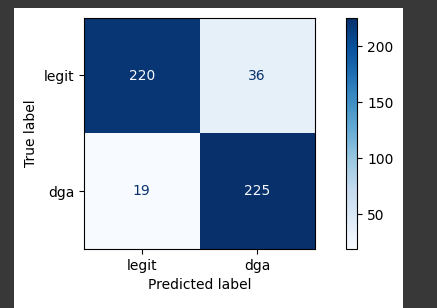 legit
220
36
200
150
True label
100
dga
19
225
50
legit
dga
Predicted label